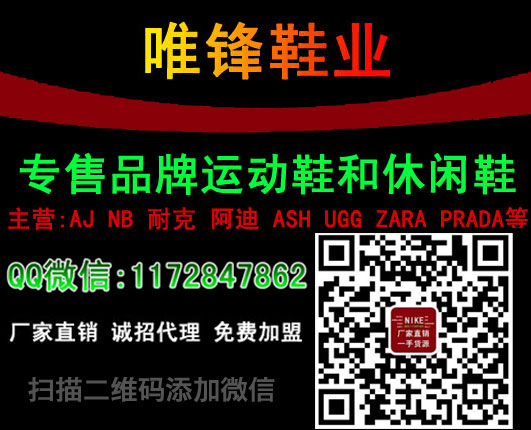 唯锋鞋业
专售品牌运动鞋和休闲鞋
主营:AJ NB 耐克 阿迪 ASH UGG ZARA PRADA等
QQ微信:1172847862
NIKE
厂家直销
一手货源
厂家直销 诚招代理 免费加盟
扫描二维码添加微信